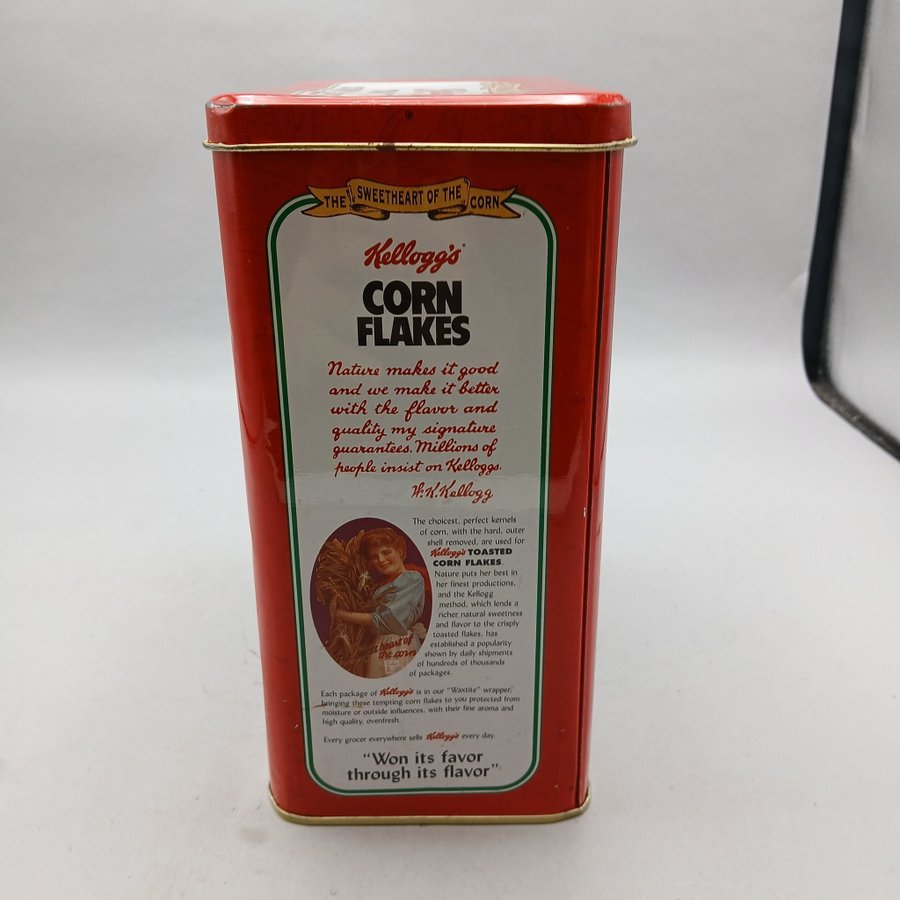 THE SWEETHEART OF THE CORN
Kellogg's®
CORN
FLAKES
Nature makes it good
and we make it better
with the flavor and
quality my signature
guarantees. Millions of
people insist on Kelloggs.
W.K.Kellogg
The choicest, perfect kernels
of corn, with the hard, outer
shell removed, are used for
Kellogg's TOASTED
CORN FLAKES.
Nature puts her best in
her finest productions,
and the Kellogg
method, which lends a
richer, natural sweetness
and flavor to the crisply
toasted flakes, has
established a popularity
shown by daily shipments
of hundreds of thousands
of packages.
heart of
the corn
Each package of Kellogg's is in our "Waxtite" wrapper,
bringing these tempting corn flakes to you protected from
moisture or outside influences, with their fine aroma and
high quality, ovenfresh.
Every grocer everywhere sells Kellogg's every day.
"Won its favor
through its flavor"